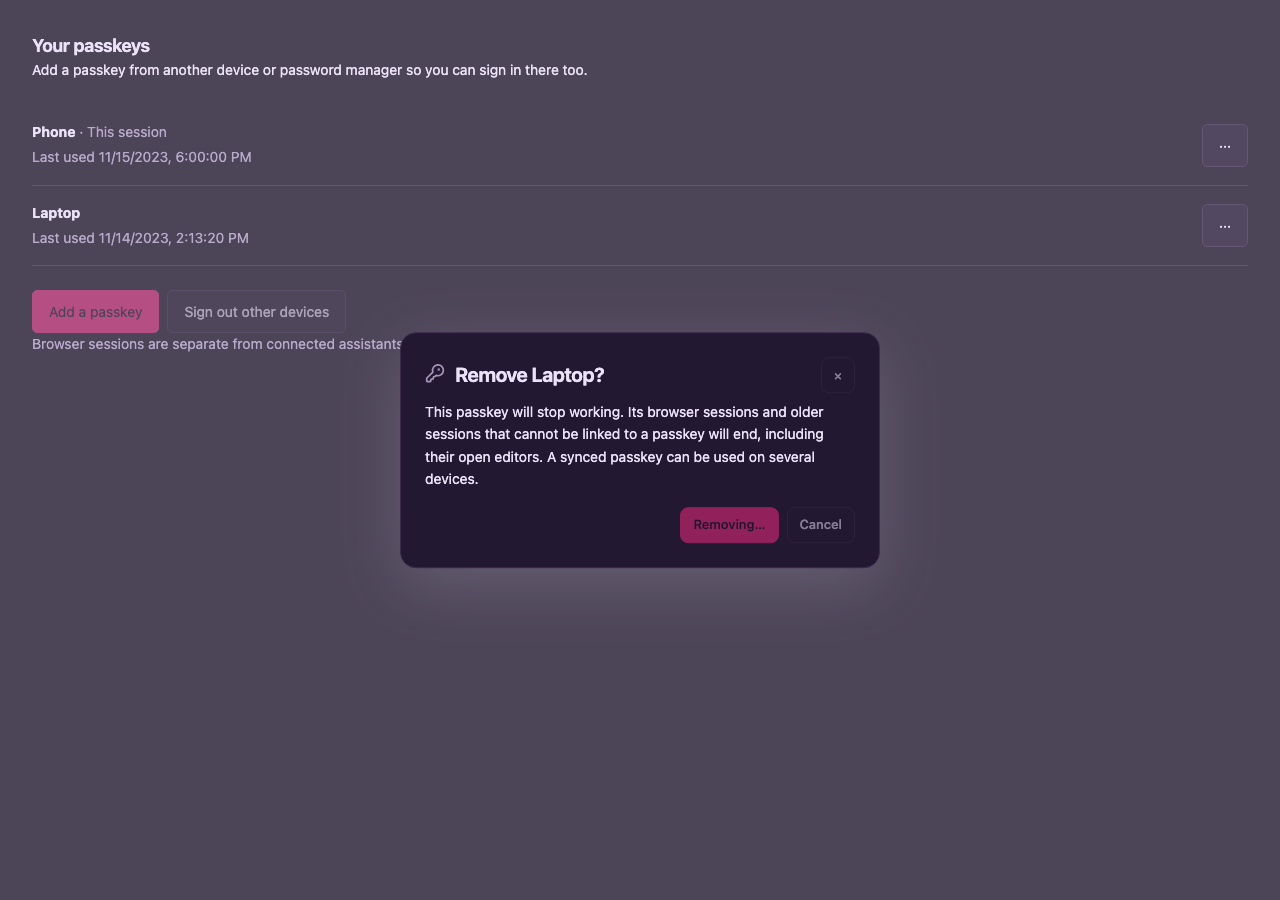 Your passkeys
Add a passkey from another device or password manager so you can sign in there too.
Phone · This session
Last used 11/15/2023, 6:00:00 PM
...
Laptop
Last used 11/14/2023, 2:13:20 PM
...
Add a passkey
Sign out other devices
Browser sessions are separate from connected assistants
Remove Laptop?
×
This passkey will stop working. Its browser sessions and older
sessions that cannot be linked to a passkey will end, including
their open editors. A synced passkey can be used on several
devices.
Removing...
Cancel